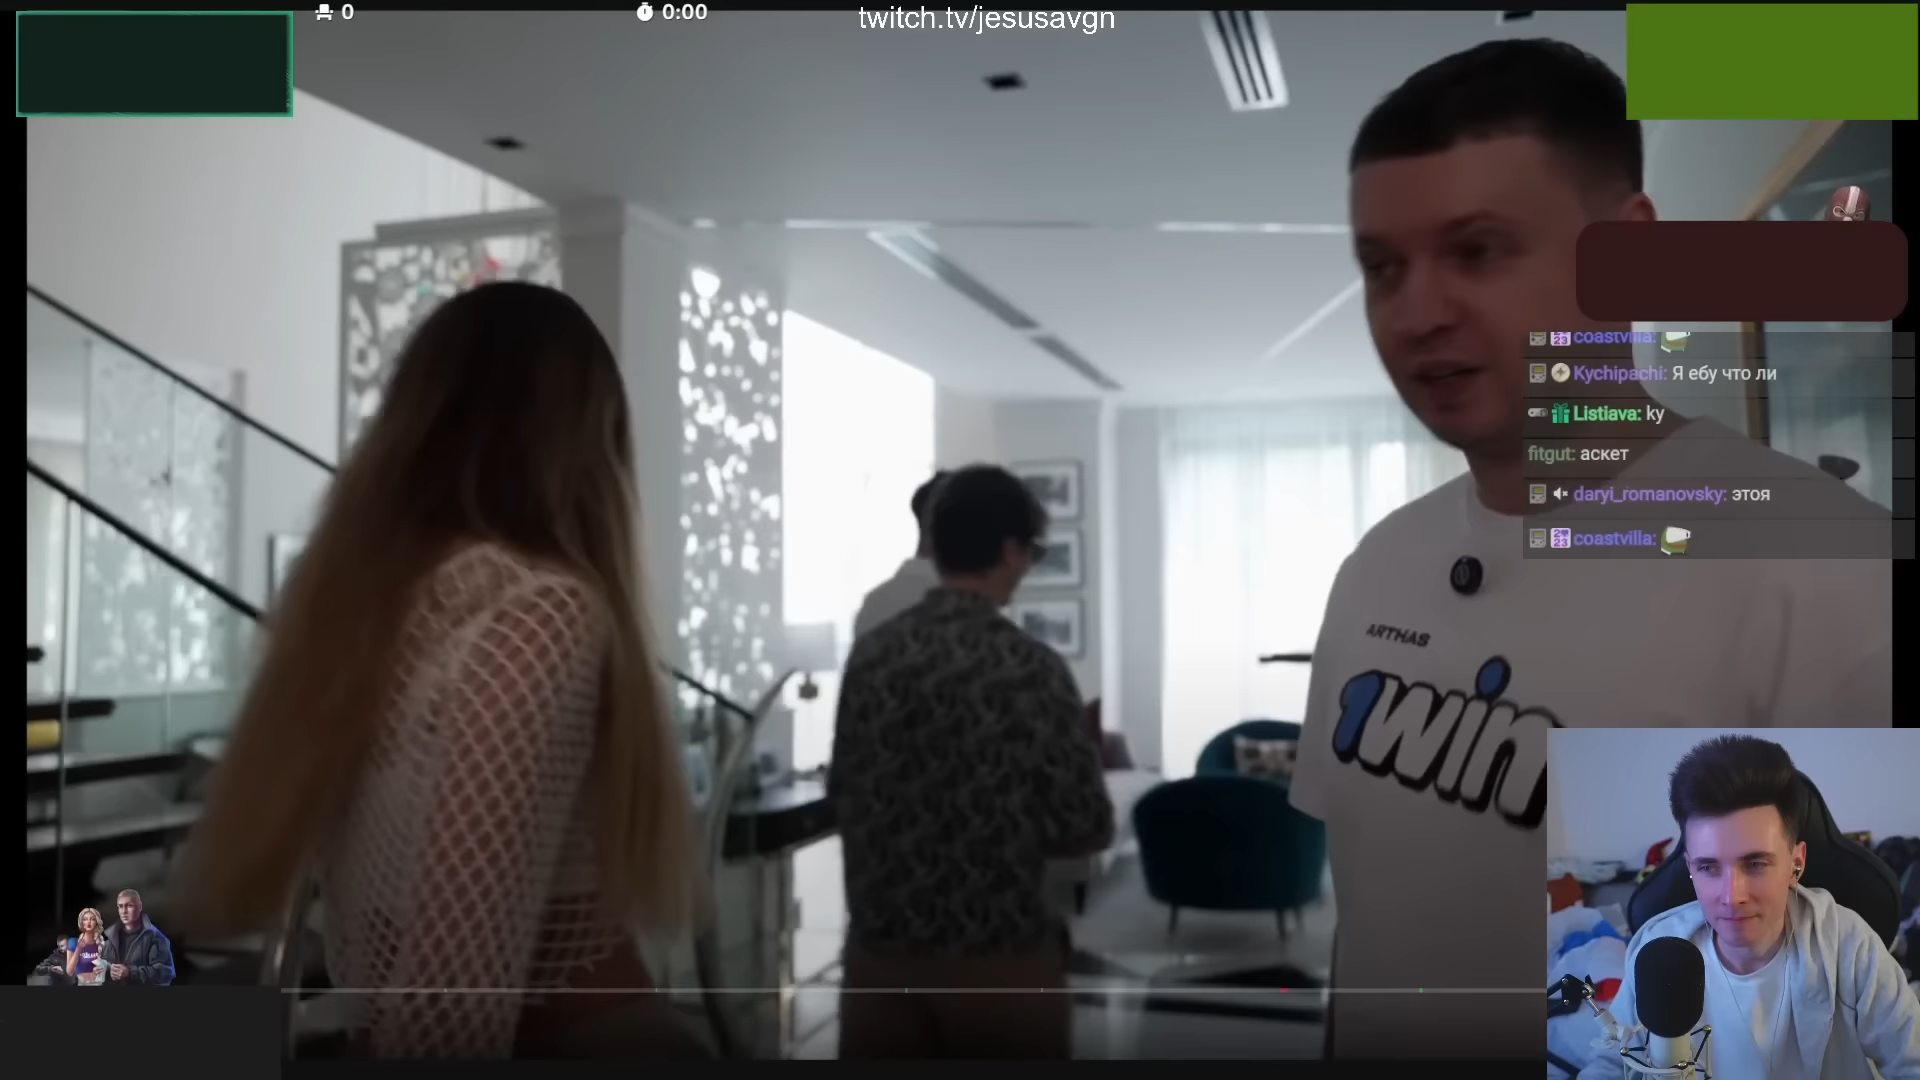 0
0:00
twitch.tv/jesusavgn
coastvilla:
Kychipachi: Я ебу что ли
Listiava: ky
fitgut: аскет
daryi_romanovsky: этоя
coastvilla:
ARTHAS
1win